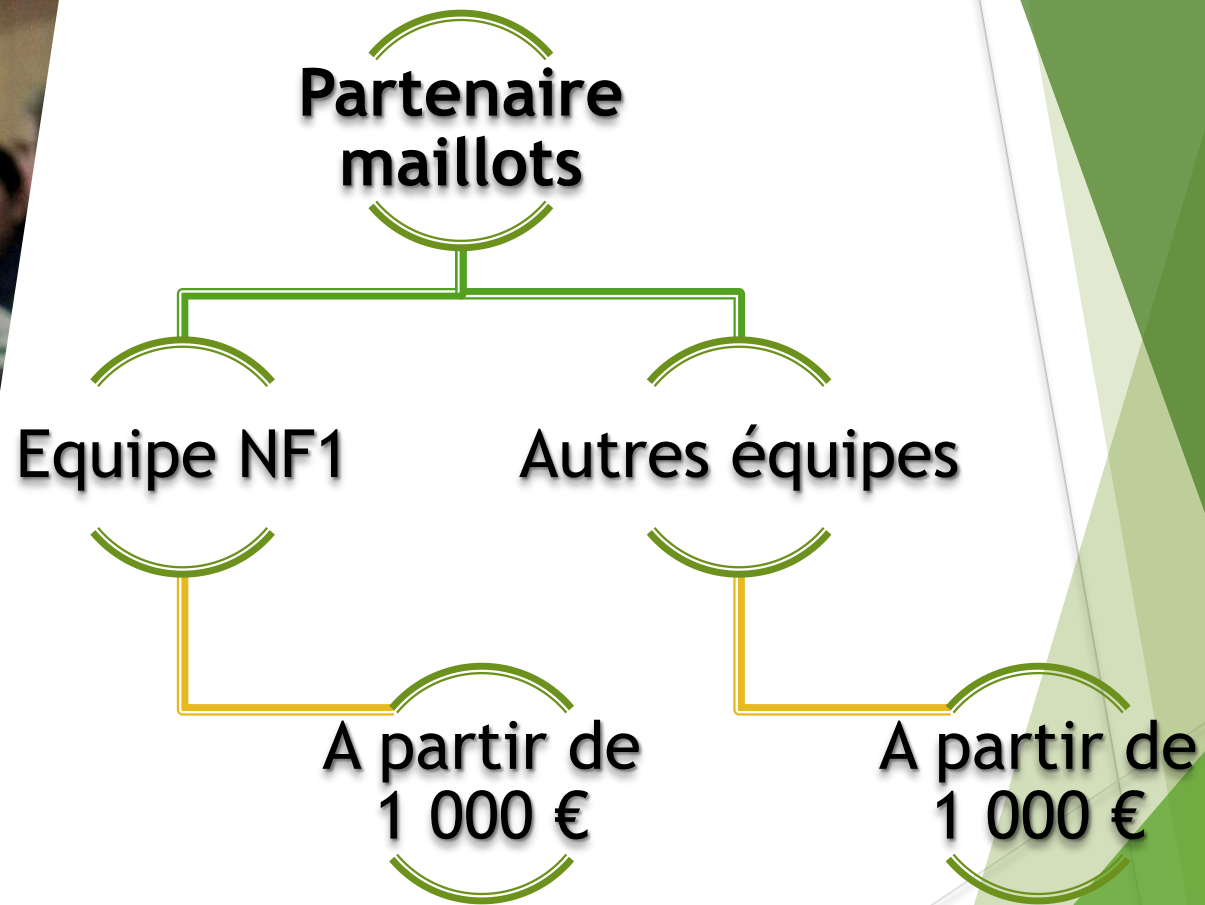 Partenaire
maillots
Equipe NF1
Autres équipes
A partir de
1 000 €
A partir de
1 000 €